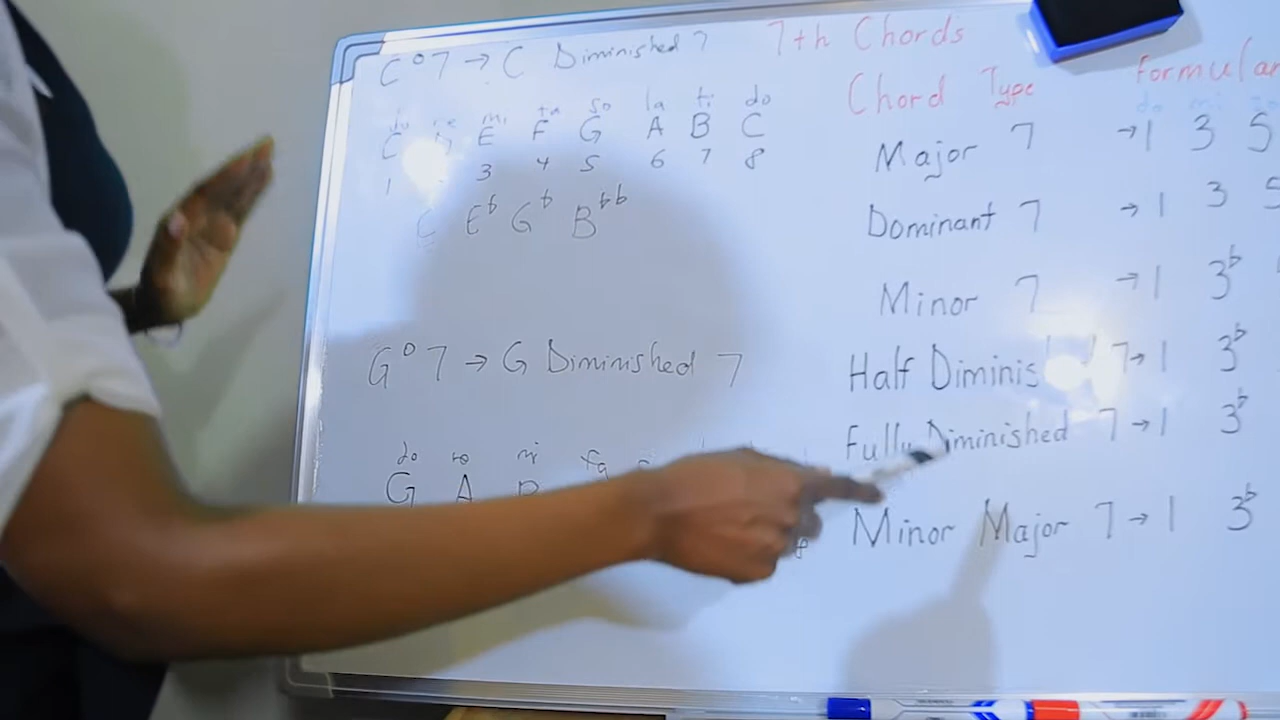 C°7 → C Diminished 7
do re mi fa so la ti do
C E F G A B C
1 3 4 5 6 7 8
C E♭ G♭ B♭♭
G°7 → G Diminished 7
do re mi fa
G A B
8
7th Chords
Chord Type
do mi
Major 7 → 1 3 5
Dominant 7 → 1 3 5
Minor 7 → 1 3♭
Half Diminis 7 → 1 3♭
Fully Diminished 7 → 1 3♭
Minor Major 7 → 1 3♭